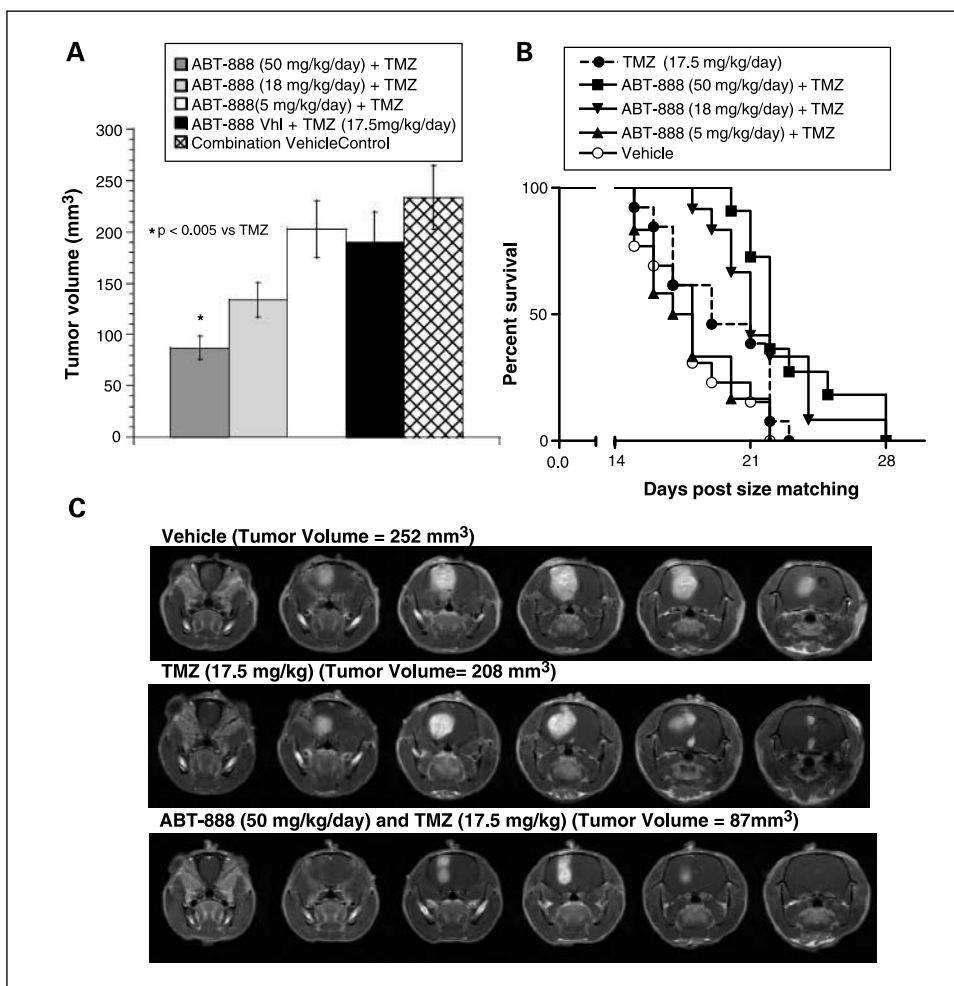 A
ABT-888 (50 mg/kg/day) + TMZ
ABT-888 (18 mg/kg/day) + TMZ
ABT-888(5 mg/kg/day) + TMZ
ABT-888 Vhl + TMZ (17.5mg/kg/day)
Combination VehicleControl
Tumor volume (mm3)
300
250
200
150
100
50
0
*p < 0.005 vs TMZ
*
B
TMZ (17.5 mg/kg/day)
ABT-888 (50 mg/kg/day) + TMZ
ABT-888 (18 mg/kg/day) + TMZ
ABT-888 (5 mg/kg/day) + TMZ
Vehicle
Percent survival
100
50
0
0.0
14
21
28
Days post size matching
C
Vehicle (Tumor Volume = 252 mm3)
TMZ (17.5 mg/kg) (Tumor Volume= 208 mm3)
ABT-888 (50 mg/kg/day) and TMZ (17.5 mg/kg) (Tumor Volume = 87mm3)